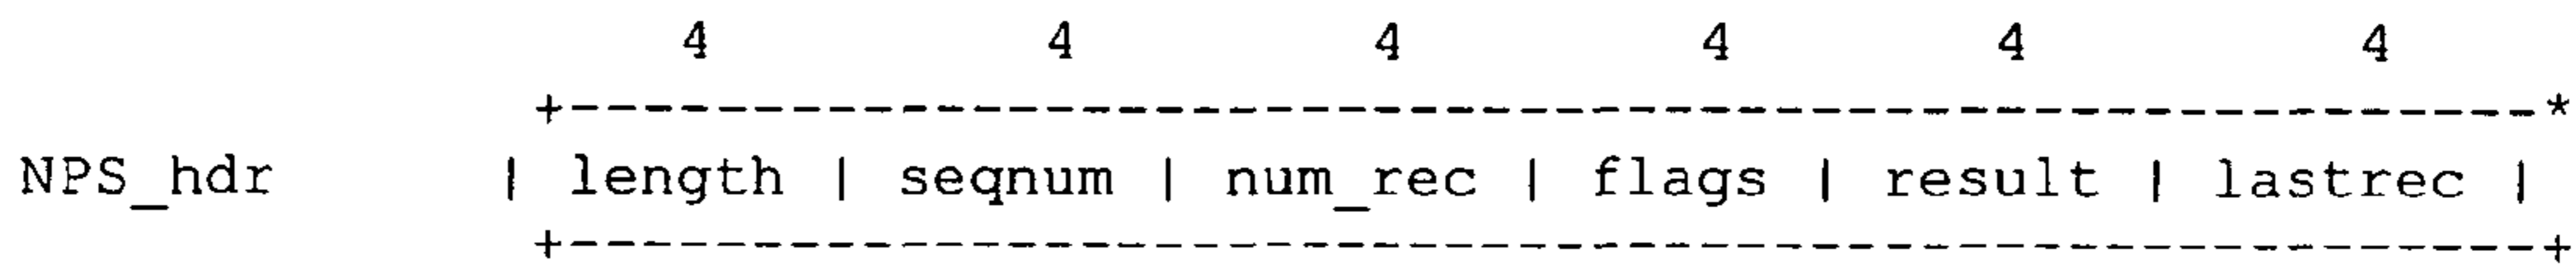 4 4 4 4 4 4
+------------------------------------------------------*
NPS_hdr | length | seqnum | num_rec | flags | result | lastrec |
+------------------------------------------------------+